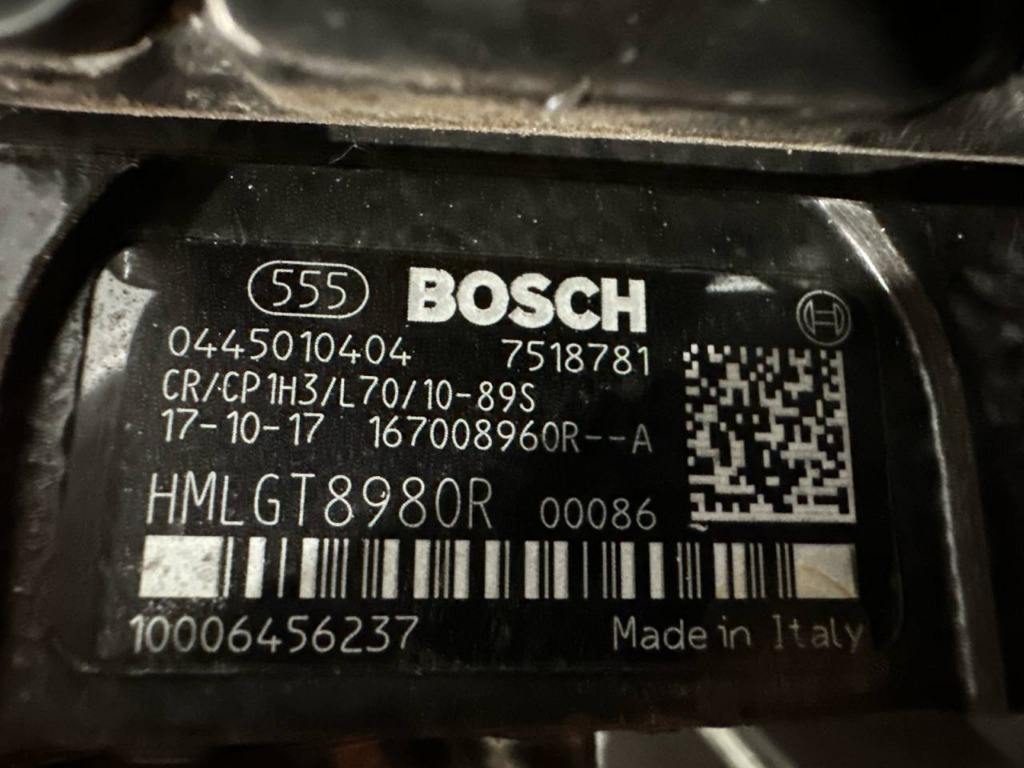 555 BOSCH
0445010404 7518781
CR/CP1H3/L70/10-89S
17-10-17 167008960R--A
HMLGT8980R 00086
10006456237 Made in Italy